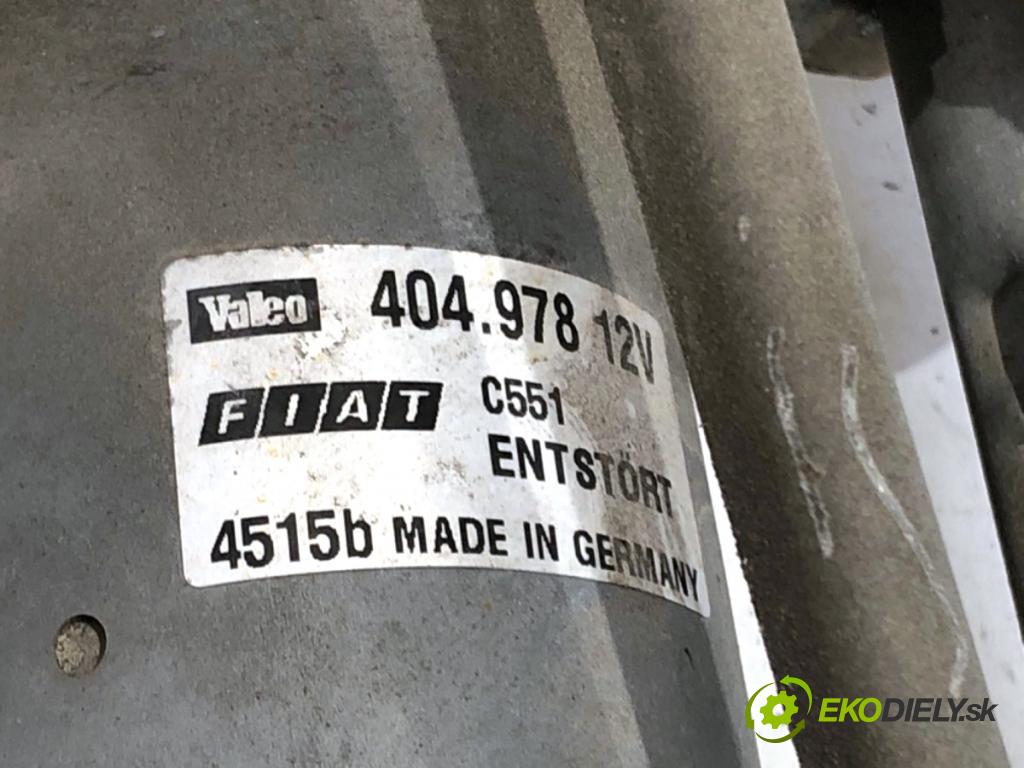 Valeo 404.978 12V
FIAT C551
ENTSTÖRT
4515b MADE IN GERMANY
EKODIELY.sk